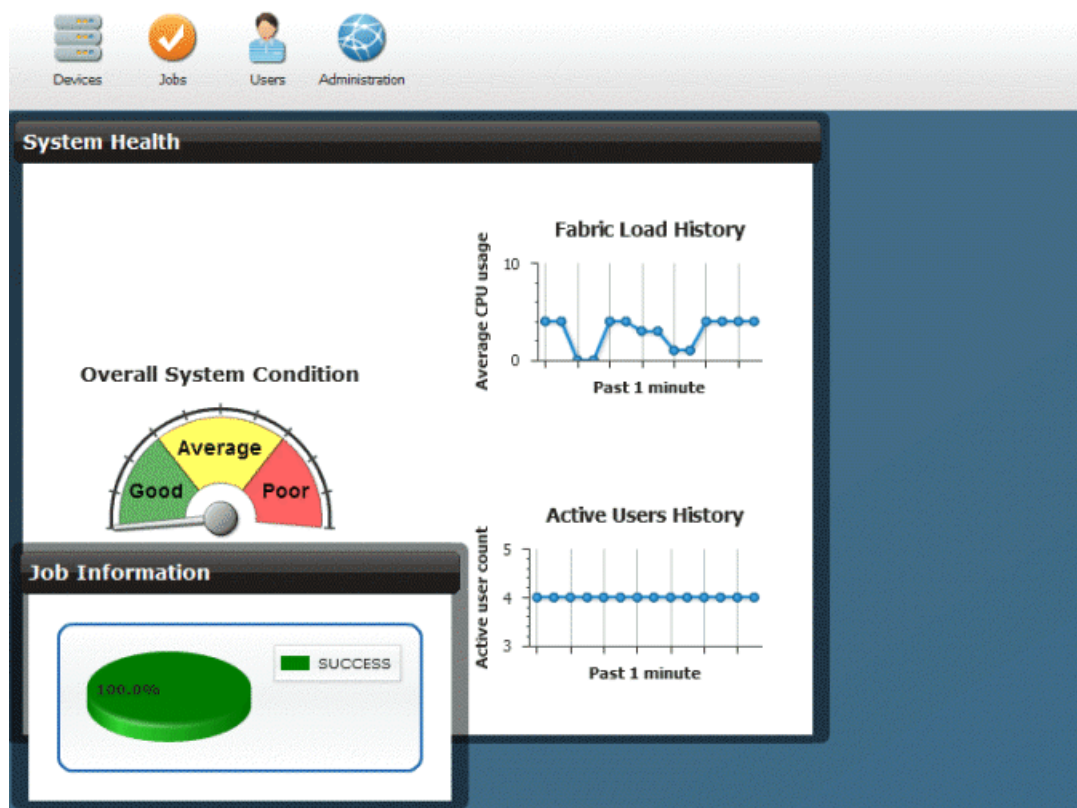 Devices Jobs Users Administration
System Health
Fabric Load History
Average CPU usage
10
0
Past 1 minute
Overall System Condition
Average
Good
Poor
Active Users History
Active user count
5
4
3
Past 1 minute
Job Information
100.0%
SUCCESS